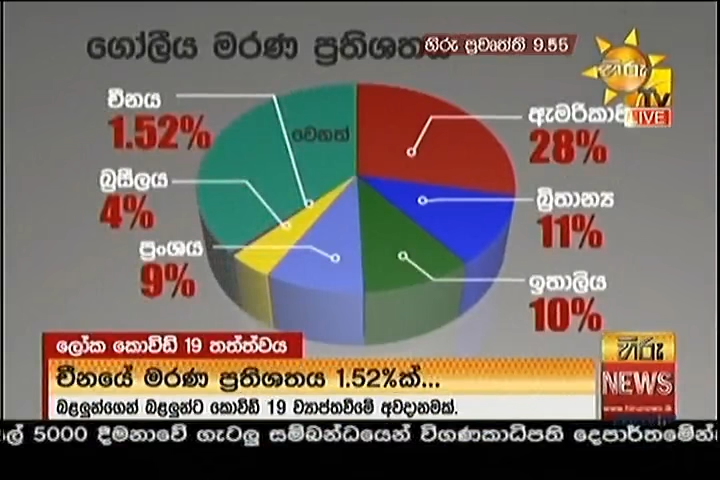 ගෝලීය මරණ ප්‍රතිශතය
හිරු ප්‍රවෘත්ති 9.55
හිරු
tv
LIVE
චීනය
1.52%
වෙනත්
ඇමරිකාව
28%
බ්‍රසීලය
4%
බ්‍රිතාන්‍ය
11%
ප්‍රංශය
9%
ඉතාලිය
10%
ලෝක කොවිඩ් 19 තත්ත්වය
චීනයේ මරණ ප්‍රතිශතය 1.52%ක්...
බළලුන්ගෙන් බළලුන්ට කොවිඩ් 19 ව්‍යාප්තවීමේ අවදානමක්.
හිරු
NEWS
5000 දීමනාවේ ගැටලු සම්බන්ධයෙන් විගණකාධිපති දෙපාර්තමේන්